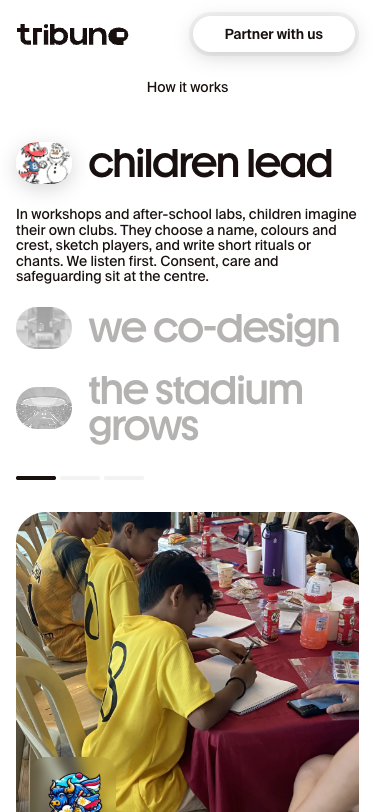 tribune
Partner with us
How it works
children lead
In workshops and after-school labs, children imagine
their own clubs. They choose a name, colours and
crest, sketch players, and write short rituals or
chants. We listen first. Consent, care and
safeguarding sit at the centre.
we co-design
the stadium
grows
8